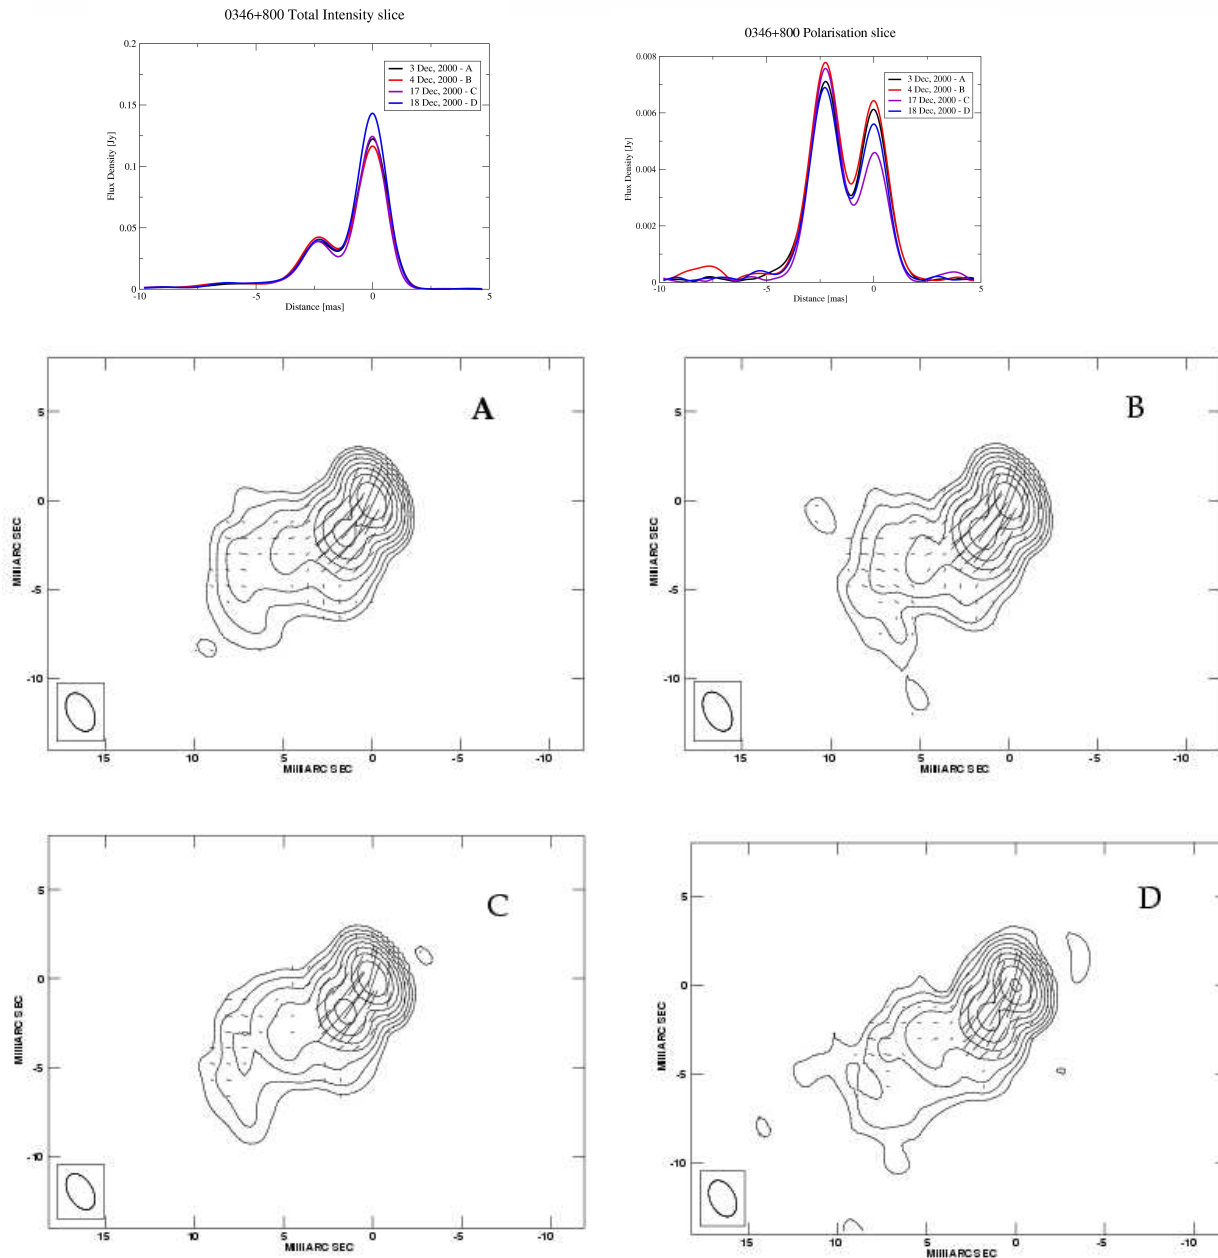 0346+800 Total Intensity slice
0.2
0.15
0.1
0.05
0
Flux Density [Jy]
3 Dec, 2000 - A
4 Dec, 2000 - B
17 Dec, 2000 - C
18 Dec, 2000 - D
-10 -5 0 5
Distance [mas]
0346+800 Polarisation slice
0.008
0.006
0.004
0.002
0
Flux Density [Jy]
3 Dec, 2000 - A
4 Dec, 2000 - B
17 Dec, 2000 - C
18 Dec, 2000 - D
-10 -5 0 5
Distance [mas]
A
5
0
-5
-10
MilliARC SEC
15 10 5 0 -5 -10
MilliARC SEC
B
5
0
-5
-10
MilliARC SEC
15 10 5 0 -5 -10
MilliARC SEC
C
5
0
-5
-10
MilliARC SEC
15 10 5 0 -5 -10
MilliARC SEC
D
5
0
-5
-10
MilliARC SEC
15 10 5 0 -5 -10
MilliARC SEC